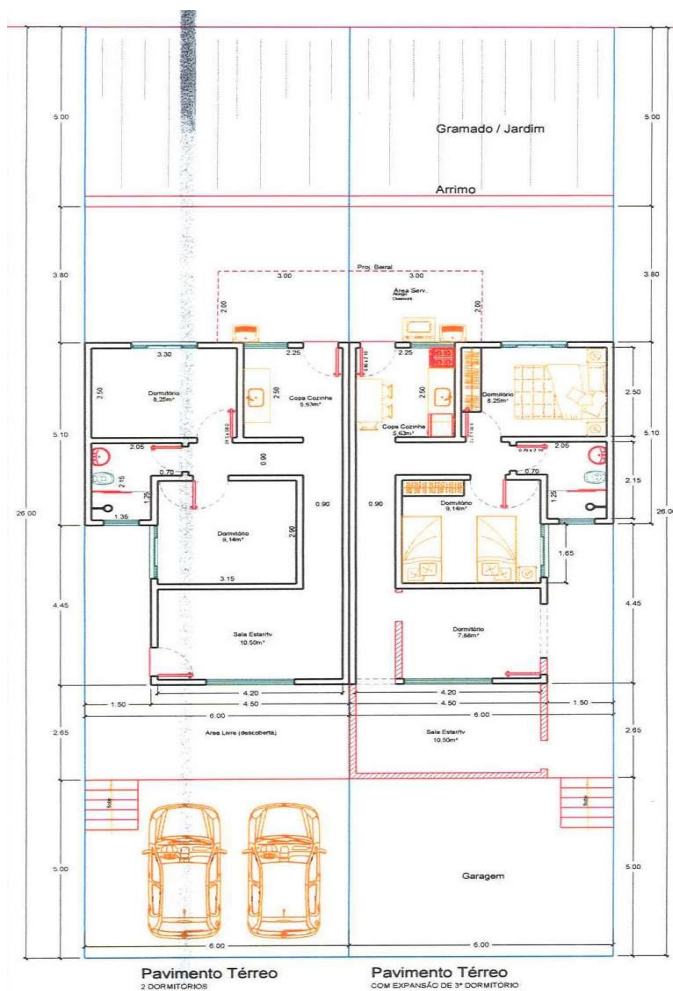 Gramado / Jardim
5.00
5.00
Arrimo
Proj. Beiral
3.00
3.00
3.80
3.80
Área Serv.
2.00
2.00
3.30
2.25
2.25
2.50
2.50
2.50
2.50
Dormitório
8,25m²
Copa Cozinha
5,63m²
Copa Cozinha
5,63m²
Dormitório
8,25m²
5.10
5.10
2.05
0.90
2.05
0.70
0.70
2.15
2.15
1.25
1.25
1.35
Dormitório
9,14m²
2.90
0.90
0.90
Dormitório
9,14m²
26.00
26.00
3.15
1.65
4.45
4.45
Sala Estar/tv
10.50m²
Dormitório
7.88m²
4.20
4.20
1.50
4.50
4.50
1.50
6.00
6.00
2.65
2.65
Area Livre (descoberta)
Sala Estar/tv
10,50m²
Sobe
Sobe
5.00
5.00
Garagem
6.00
6.00
Pavimento Térreo
2 DORMITÓRIOS
Pavimento Térreo
COM EXPANSÃO DE 3° DORMITÓRIO